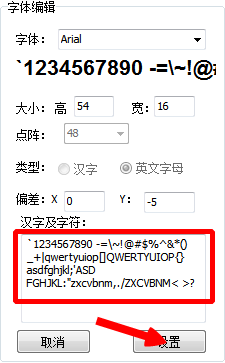 字体编辑
字体: Arial
`1234567890 -=\~!@#
大小: 高 54 宽: 16
点阵: 48
类型: 汉字 英文字母
偏差: X 0 Y: -5
汉字及字符:
`1234567890 -=\~!@#$%^&*()
_+|qwertyuiop[]QWERTYUIOP{}
asdfghjkl;'ASD
FGHJKL:"zxcvbnm,./ZXCVBNM< >?
取消 设置